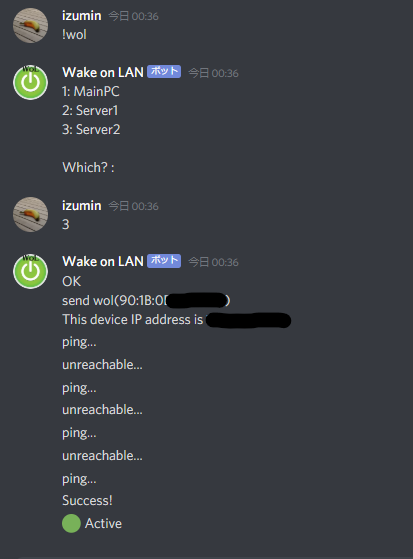 izumin 今日 00:36
!wol
WoL
Wake on LAN ボット 今日 00:36
1: MainPC
2: Server1
3: Server2
Which? :
izumin 今日 00:36
3
WoL
Wake on LAN ボット 今日 00:36
OK
send wol(90:1B:0 )
This device IP address is
ping...
unreachable...
ping...
unreachable...
ping...
unreachable...
ping...
Success!
Active